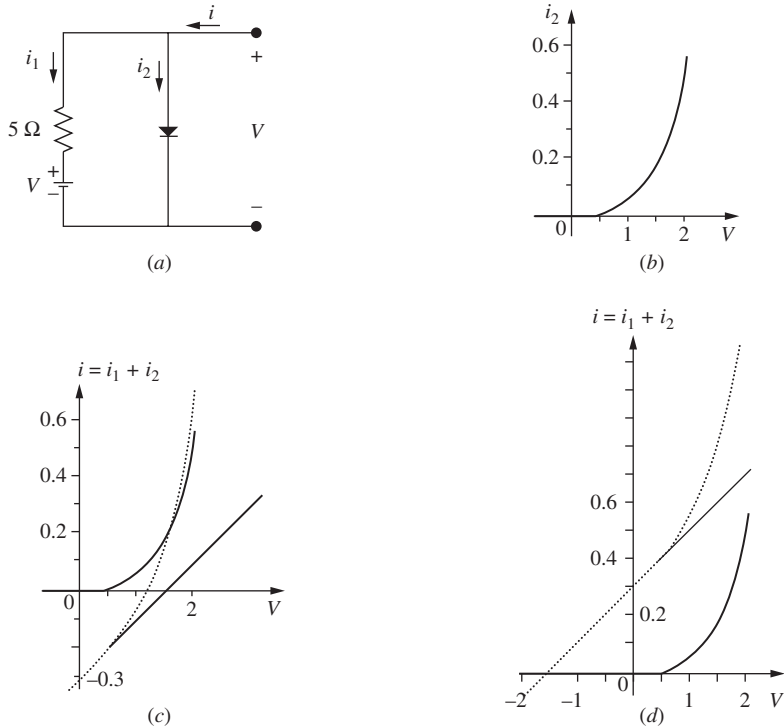 i
i₁
i₂
+
5 Ω
V
+
V
−
−
(a)
i₂
0.6
0.4
0.2
0
1
2
V
(b)
i = i₁ + i₂
0.6
0.4
0.2
0
2
V
−0.3
(c)
i = i₁ + i₂
0.6
0.4
0.2
0
−2
−1
1
2
V
(d)